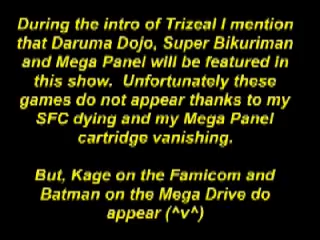 During the intro of Trizeal I mention
that Daruma Dojo, Super Bikuriman
and Mega Panel will be featured in
this show.  Unfortunately these
games do not appear thanks to my
SFC dying and my Mega Panel
cartridge vanishing.
But, Kage on the Famicom and
Batman on the Mega Drive do
appear (^v^)